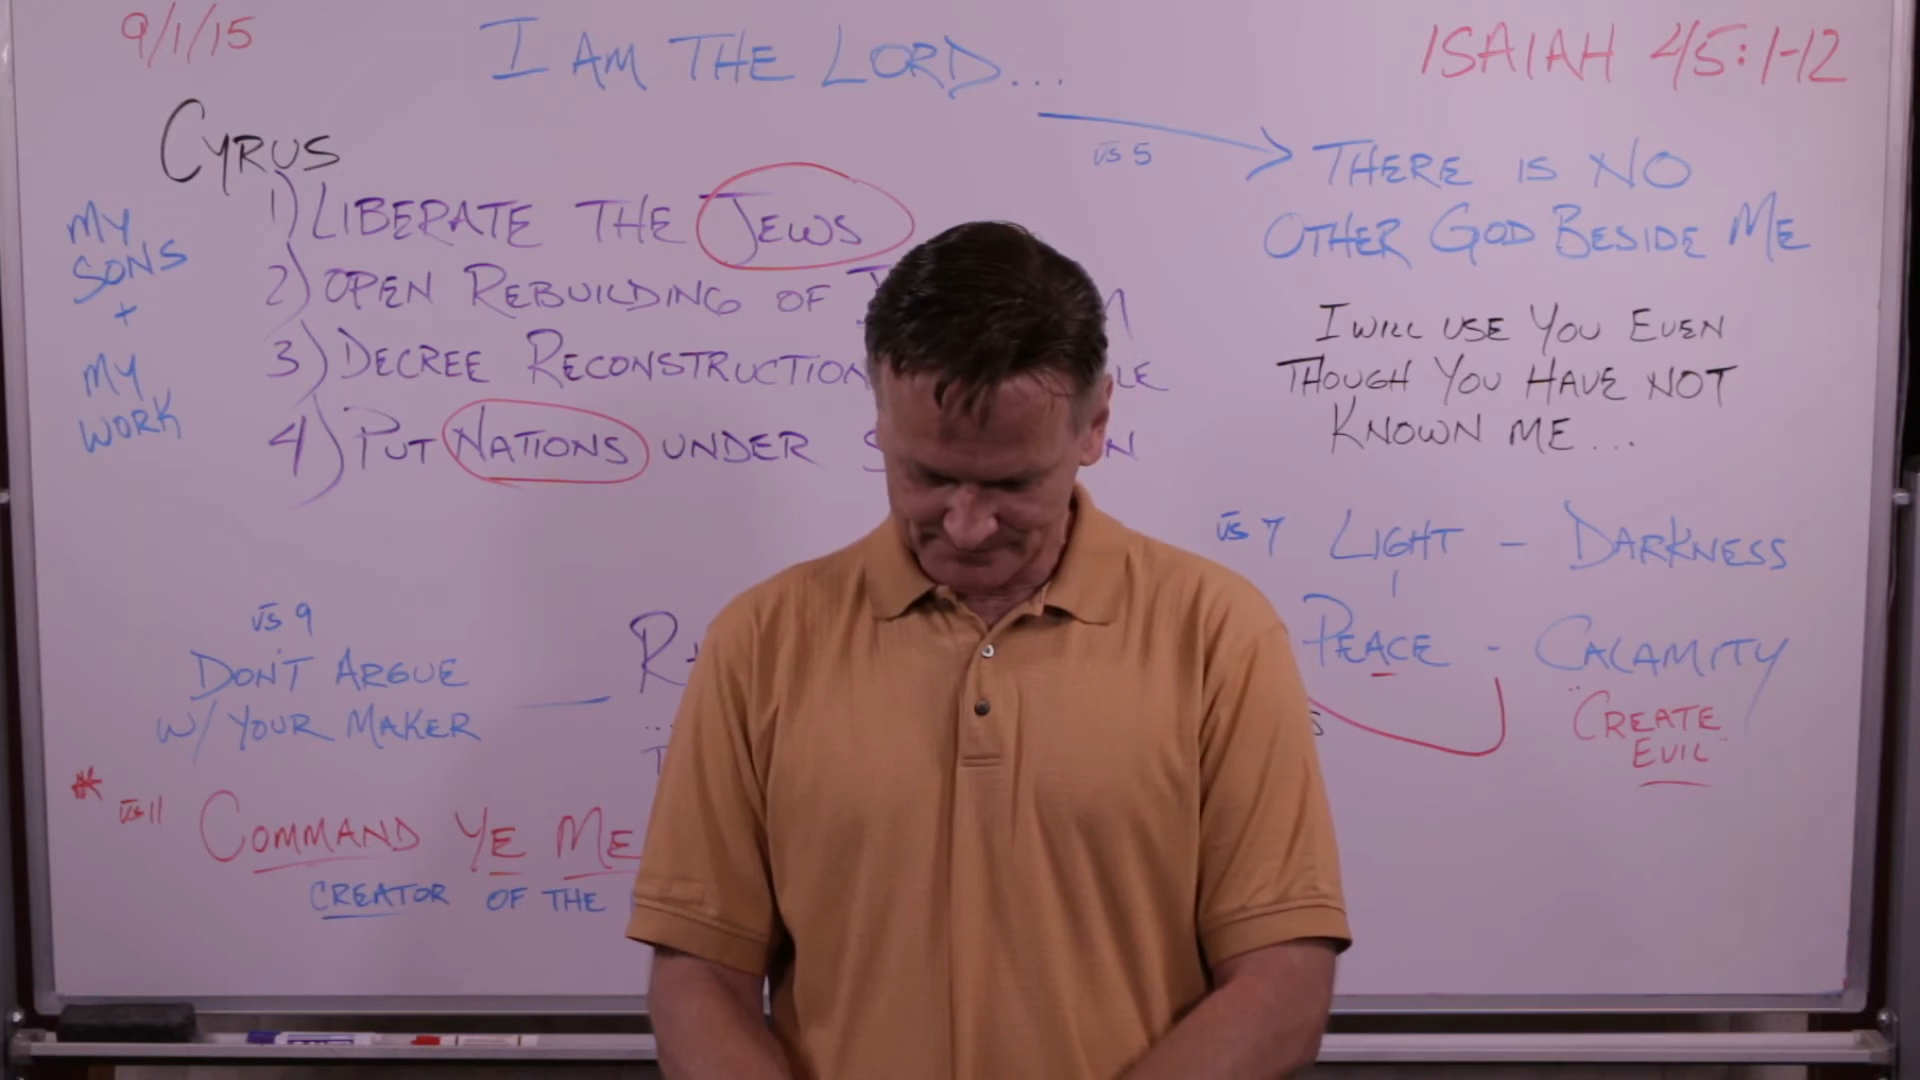 9/1/15
I AM THE LORD...
ISAIAH 45:1-12
CYRUS
MY
SONS
+
MY
WORK
1) LIBERATE THE JEWS
2) OPEN REBUILDING OF
3) DECREE RECONSTRUCTION
4) PUT NATIONS UNDER
VS 5
THERE IS NO
OTHER GOD BESIDE ME
I WILL USE YOU EVEN
THOUGH YOU HAVE NOT
KNOWN ME...
VS 7 LIGHT - DARKNESS
PEACE - CALAMITY
"CREATE
EVIL"
VS 9
DON'T ARGUE
W/ YOUR MAKER
VS 11 COMMAND YE ME
CREATOR OF THE